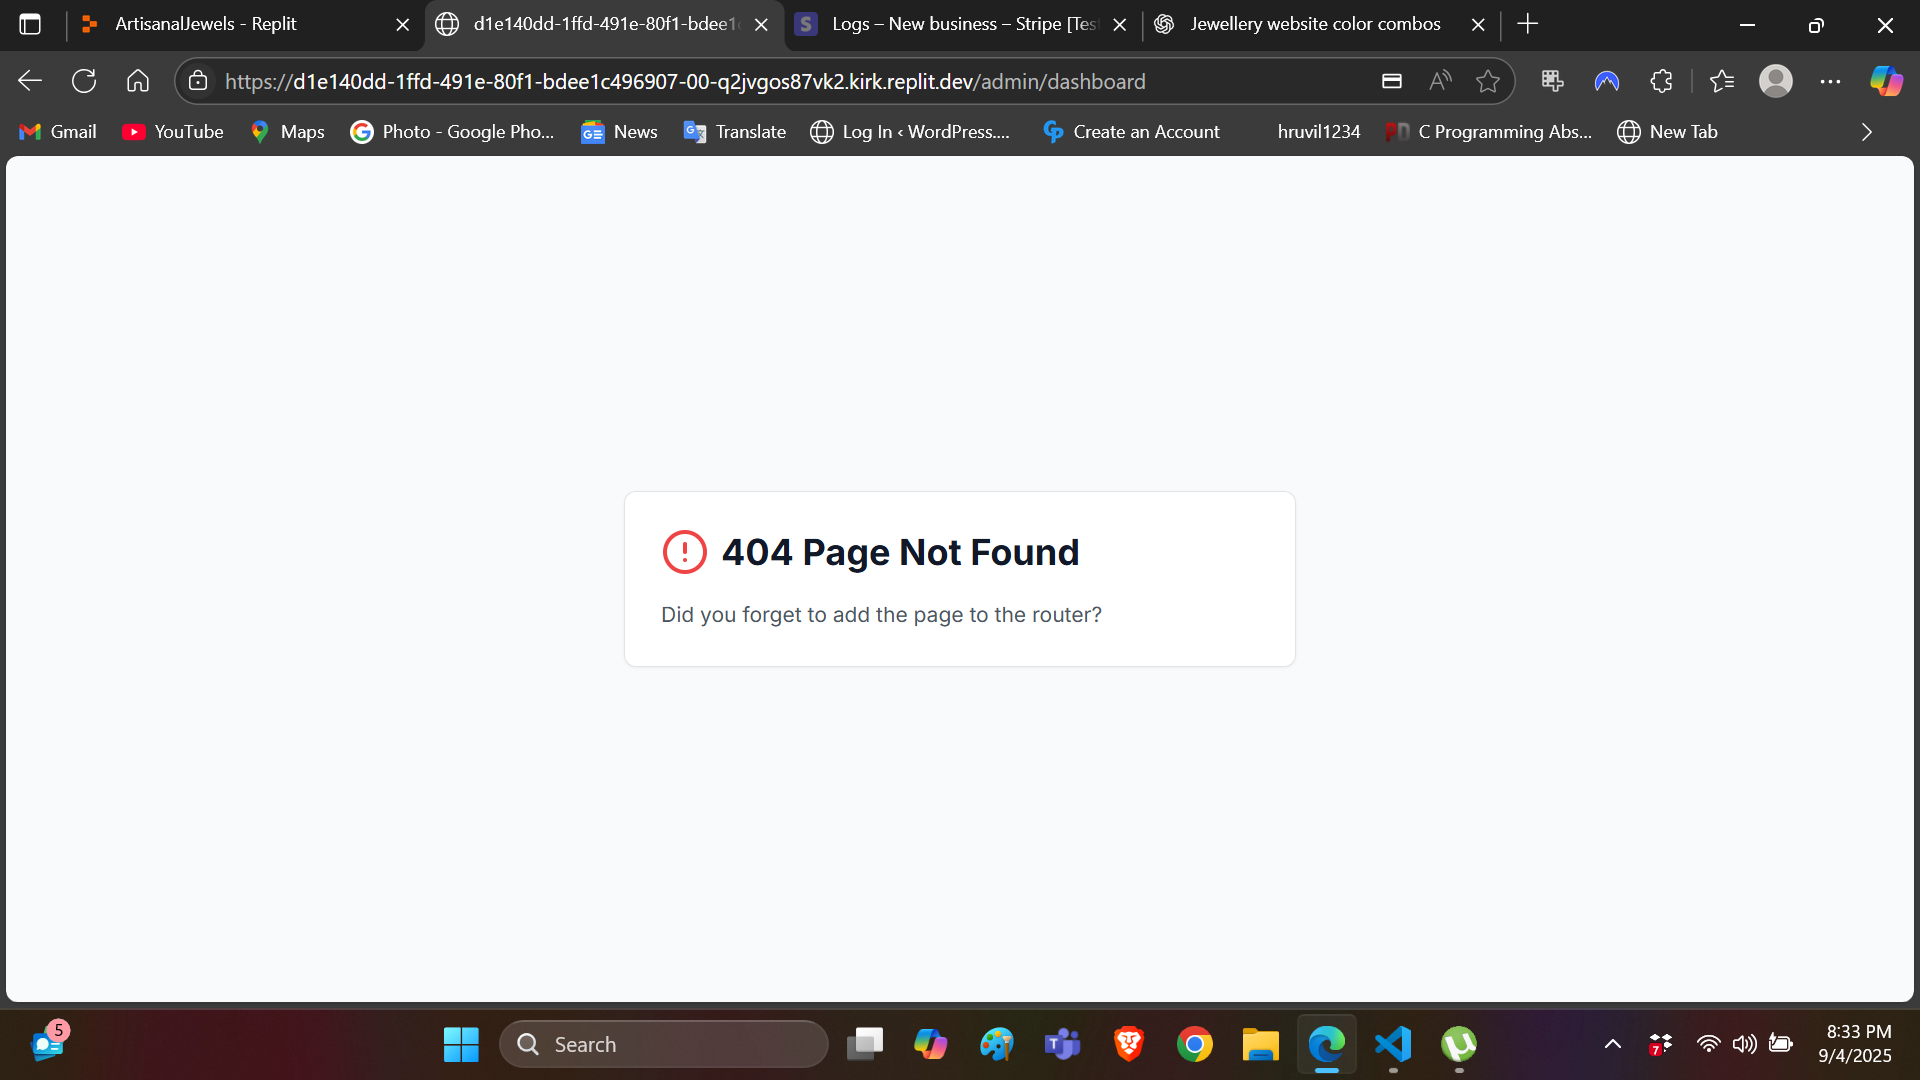 ArtisanalJewels - Replit
d1e140dd-1ffd-491e-80f1-bdee1c
Logs – New business – Stripe [Test
Jewellery website color combos
https://d1e140dd-1ffd-491e-80f1-bdee1c496907-00-q2jvgos87vk2.kirk.replit.dev/admin/dashboard
Gmail
YouTube
Maps
Photo - Google Pho...
News
Translate
Log In ‹ WordPress....
Create an Account
hruvil1234
C Programming Abs...
New Tab
404 Page Not Found
Did you forget to add the page to the router?
5
Search
7
8:33 PM
9/4/2025